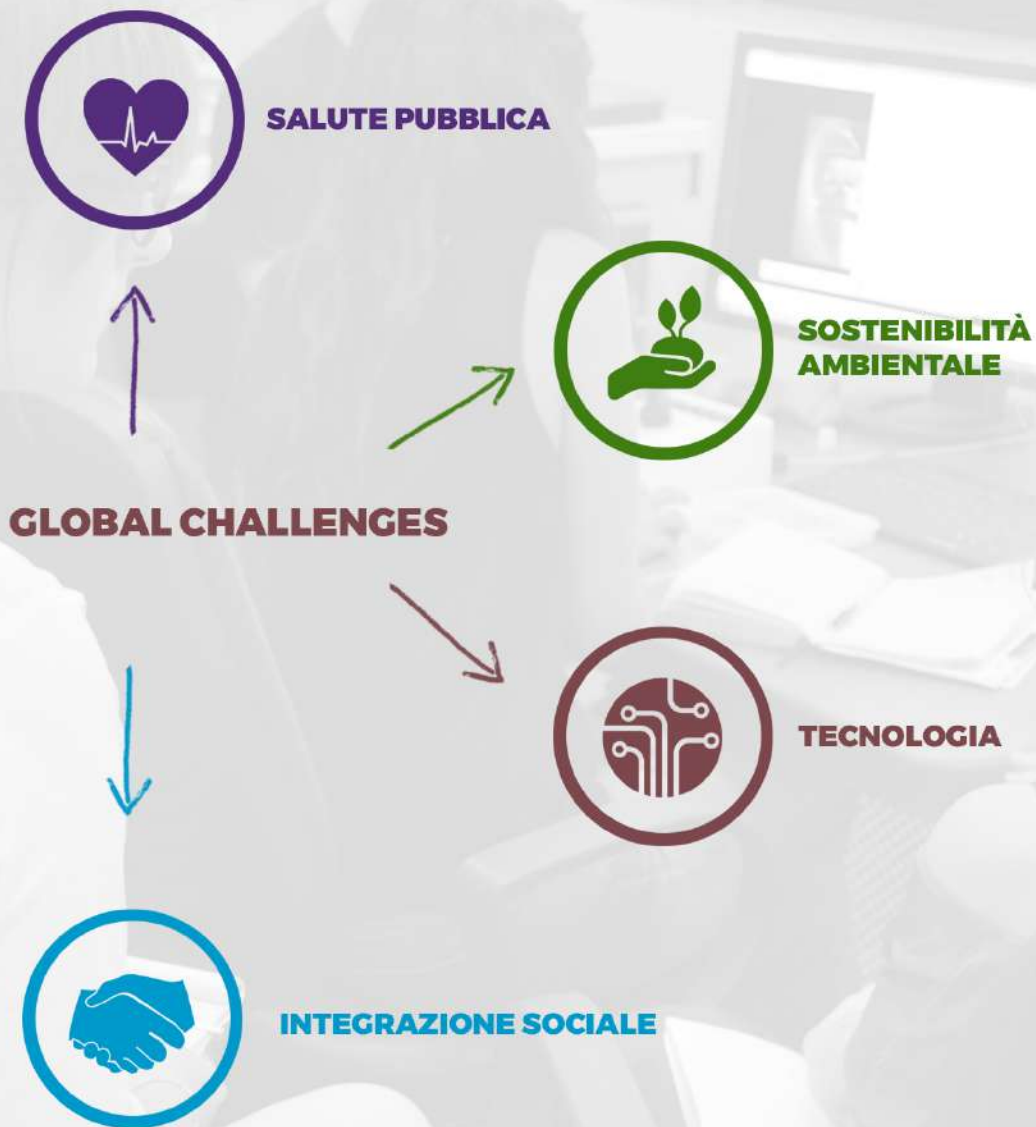 SALUTE PUBBLICA
SOSTENIBILITÀ
AMBIENTALE
GLOBAL CHALLENGES
TECNOLOGIA
INTEGRAZIONE SOCIALE